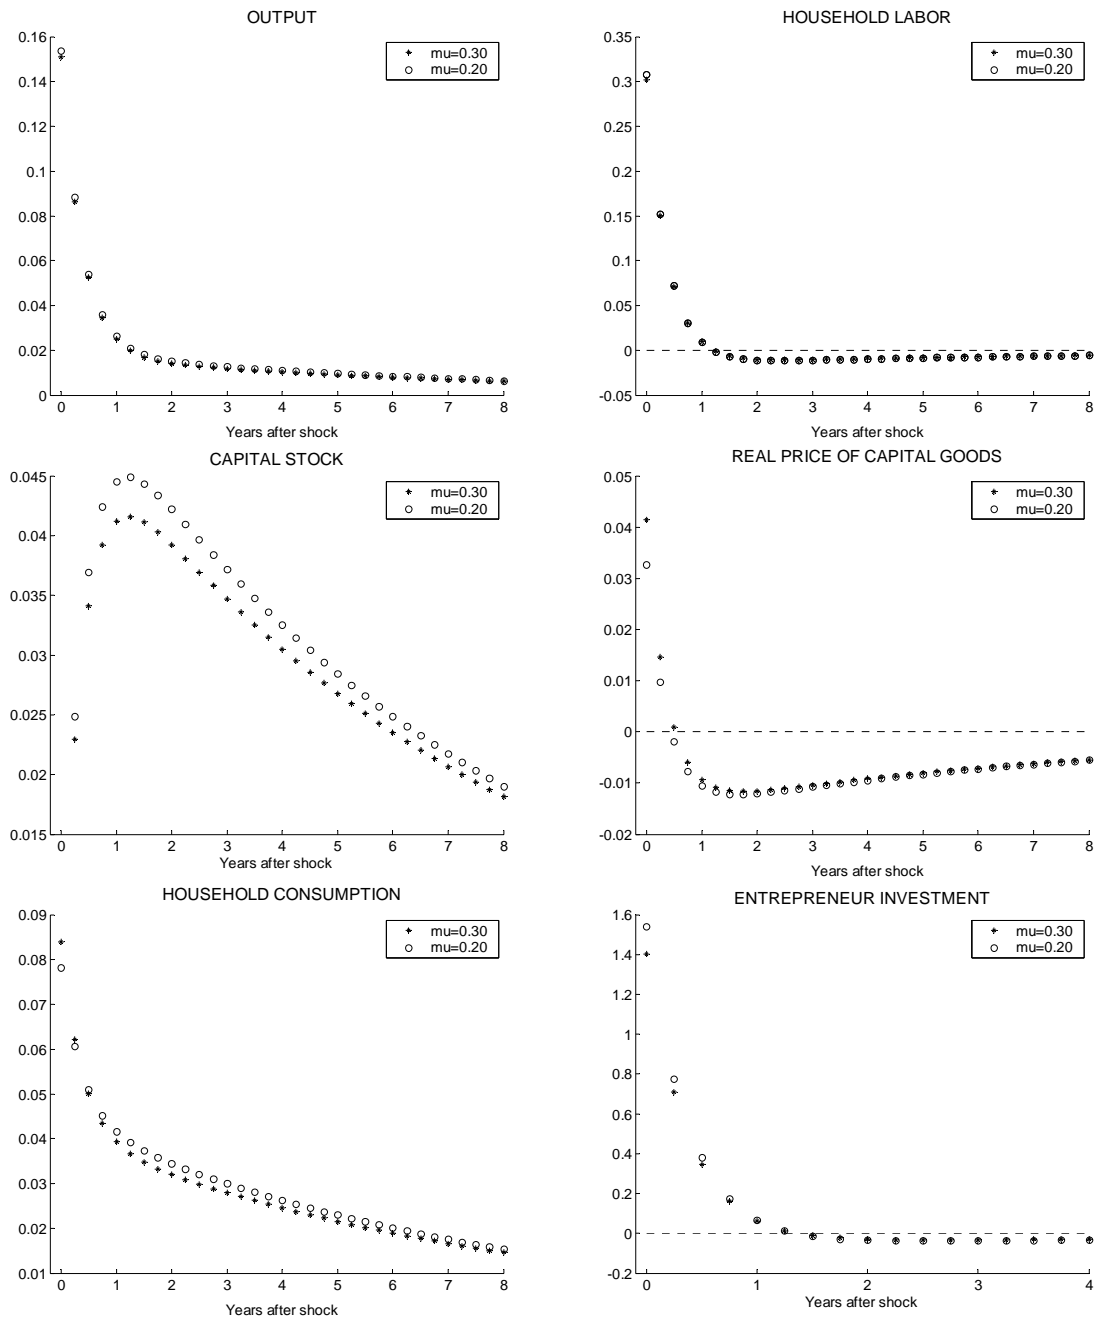 OUTPUT
0.16
0.14
0.12
0.1
0.08
0.06
0.04
0.02
0
0 1 2 3 4 5 6 7 8
Years after shock
mu=0.30
mu=0.20
HOUSEHOLD LABOR
0.35
0.3
0.25
0.2
0.15
0.1
0.05
0
-0.05
0 1 2 3 4 5 6 7 8
Years after shock
mu=0.30
mu=0.20
CAPITAL STOCK
0.045
0.04
0.035
0.03
0.025
0.02
0.015
0 1 2 3 4 5 6 7 8
Years after shock
mu=0.30
mu=0.20
REAL PRICE OF CAPITAL GOODS
0.05
0.04
0.03
0.02
0.01
0
-0.01
-0.02
0 1 2 3 4 5 6 7 8
Years after shock
mu=0.30
mu=0.20
HOUSEHOLD CONSUMPTION
0.09
0.08
0.07
0.06
0.05
0.04
0.03
0.02
0.01
0 1 2 3 4 5 6 7 8
Years after shock
mu=0.30
mu=0.20
ENTREPRENEUR INVESTMENT
1.6
1.4
1.2
1
0.8
0.6
0.4
0.2
0
-0.2
0 1 2 3 4
Years after shock
mu=0.30
mu=0.20